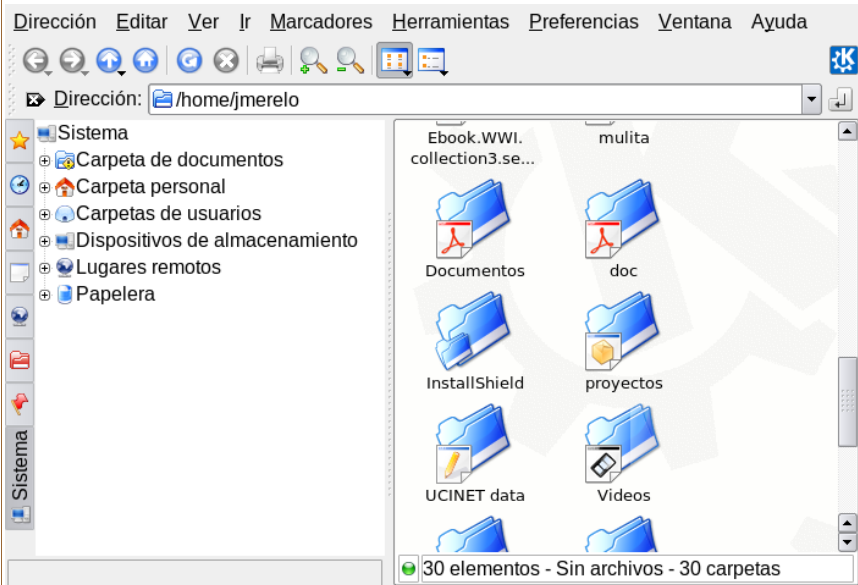 Dirección Editar Ver Ir Marcadores Herramientas Preferencias Ventana Ayuda
Dirección: /home/jmerelo
Sistema
Carpeta de documentos
Carpeta personal
Carpetas de usuarios
Dispositivos de almacenamiento
Lugares remotos
Papelera
Sistema
Ebook.WWI.
collection3.se...
mulita
Documentos
doc
InstallShield
proyectos
UCINET data
Videos
30 elementos - Sin archivos - 30 carpetas